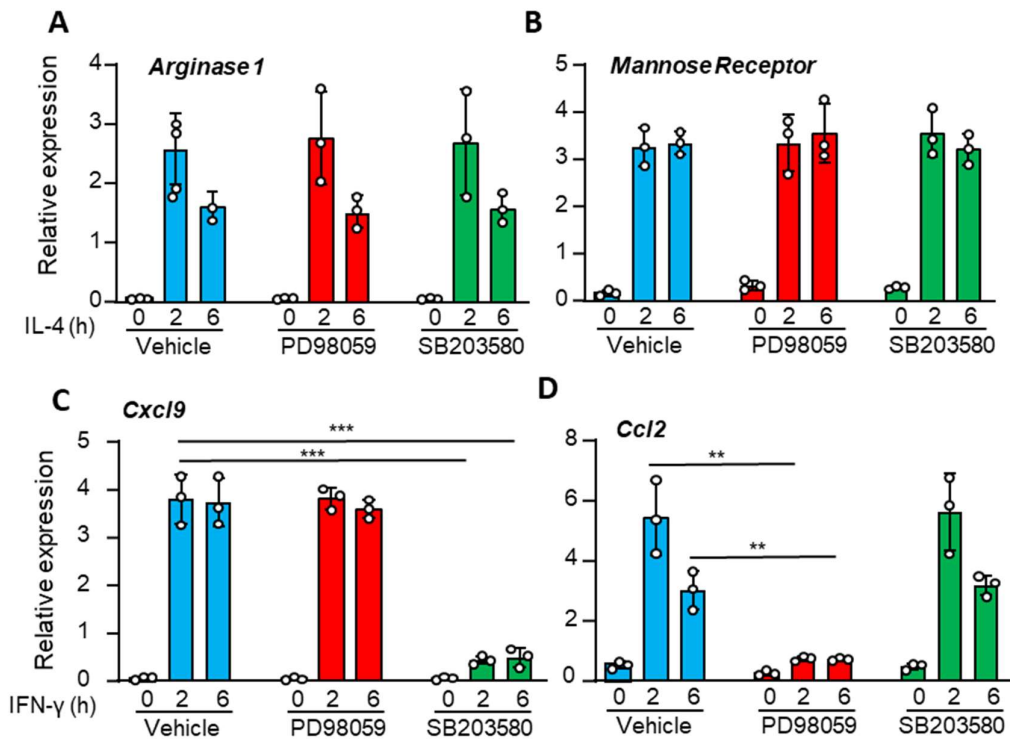 A
Arginase 1
Relative expression
4
3
2
1
0
IL-4 (h)
0 2 6 0 2 6 0 2 6
Vehicle PD98059 SB203580
B
Mannose Receptor
5
4
3
2
1
0
0 2 6 0 2 6 0 2 6
Vehicle PD98059 SB203580
C
Cxcl9
Relative expression
***
***
5
4
3
2
1
0
IFN-γ (h)
0 2 6 0 2 6 0 2 6
Vehicle PD98059 SB203580
D
Ccl2
8
**
6
**
4
2
0
0 2 6 0 2 6 0 2 6
Vehicle PD98059 SB203580